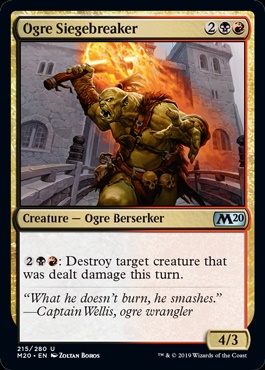 Ogre Siegebreaker 2
Creature — Ogre Berserker M20
2: Destroy target creature
that was dealt damage this turn.
“What he doesn’t burn, he smashes.”
—Captain Wellis, ogre wrangler
4/3
215/280 U
M20 • EN ZOLTAN BOROS ™ & © 2019 Wizards of the Coast